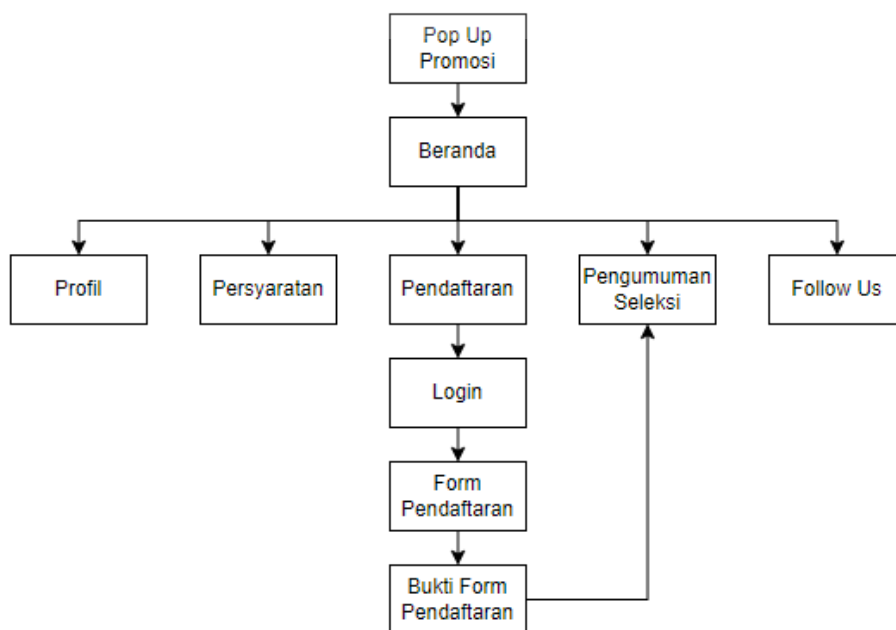 Pop Up
Promosi
Beranda
Profil
Persyaratan
Pendaftaran
Pengumuman
Seleksi
Follow Us
Login
Form
Pendaftaran
Bukti Form
Pendaftaran